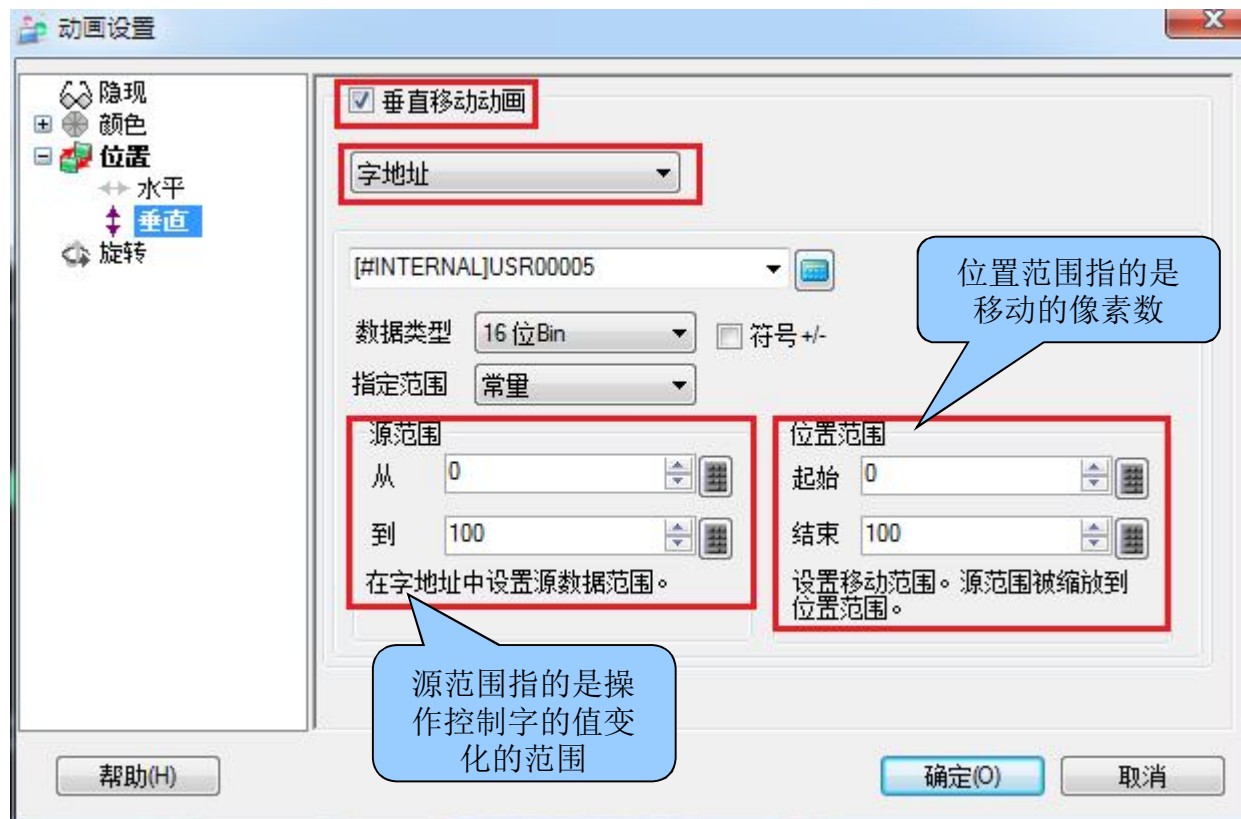 动画设置
隐现
颜色
位置
水平
垂直
旋转
垂直移动动画
字地址
[#INTERNAL]USR00005
数据类型
16 位Bin
符号+/-
指定范围
常量
位置范围指的是
移动的像素数
源范围
从
0
到
100
在字地址中设置源数据范围。
位置范围
起始
0
结束
100
设置移动范围。源范围被缩放到
位置范围。
源范围指的是操
作控制字的值变
化的范围
帮助(H)
确定(O)
取消